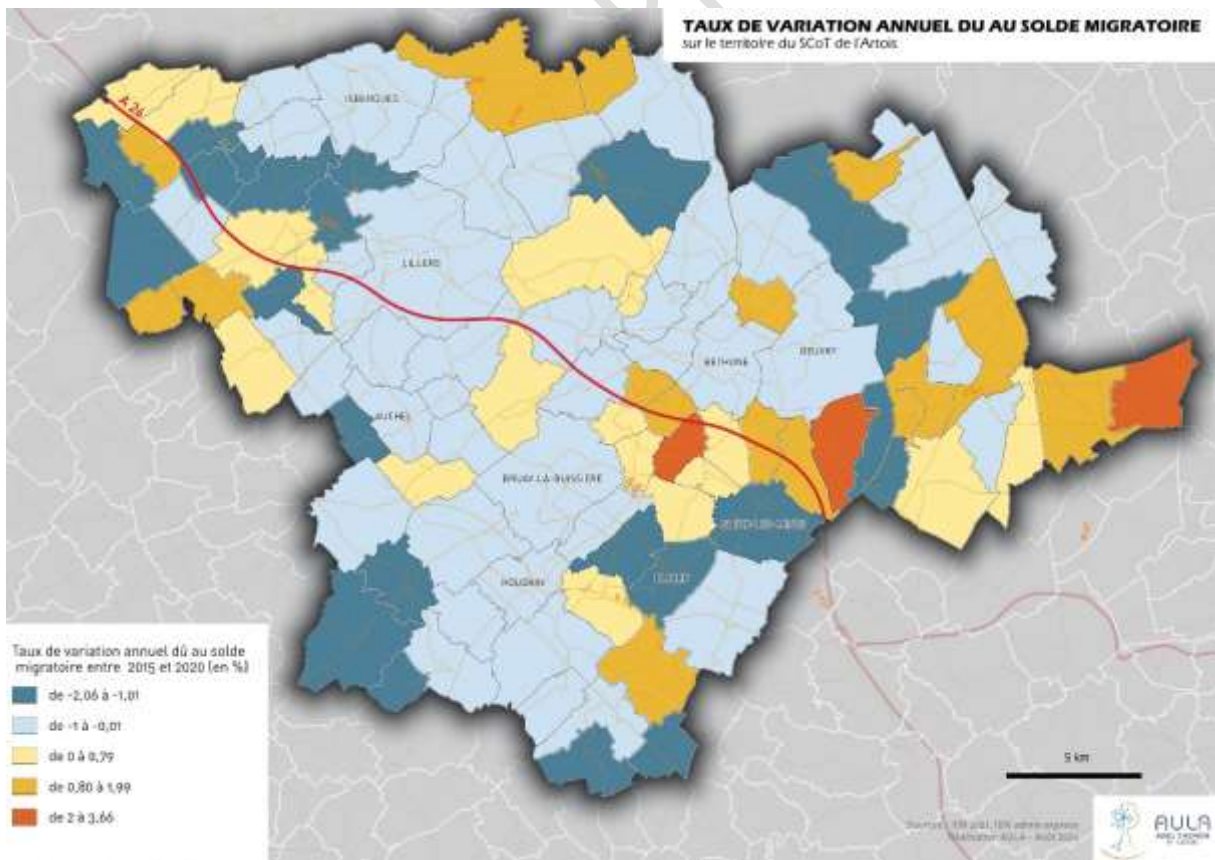 TAUX DE VARIATION ANNUEL DU AU SOLDE MIGRATOIRE
sur le territoire du SCoT de l'Artois
A 26
ISBERGUES
LILLERS
BETHUNE
BEUVRY
AUCHEL
BRUAY-LA-BUISSIERE
HOUDAIN
Taux de variation annuel dû au solde
migratoire entre 2015 et 2020 (en %)
de -2,06 à -1,01
de -1 à -0,01
de 0 à 0,79
de 0,80 à 1,99
de 2 à 3,66
5 km
AULA